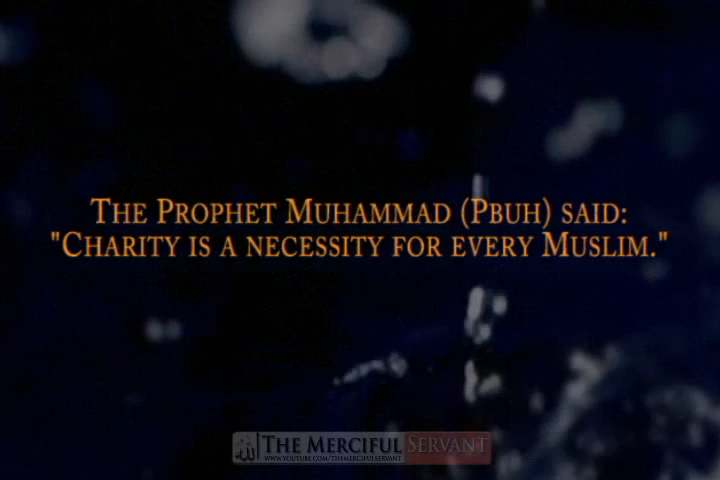 The Prophet Muhammad (Pbuh) said:
"Charity is a necessity for every Muslim."
The Merciful Servant
www.youtube.com/themercifulservant